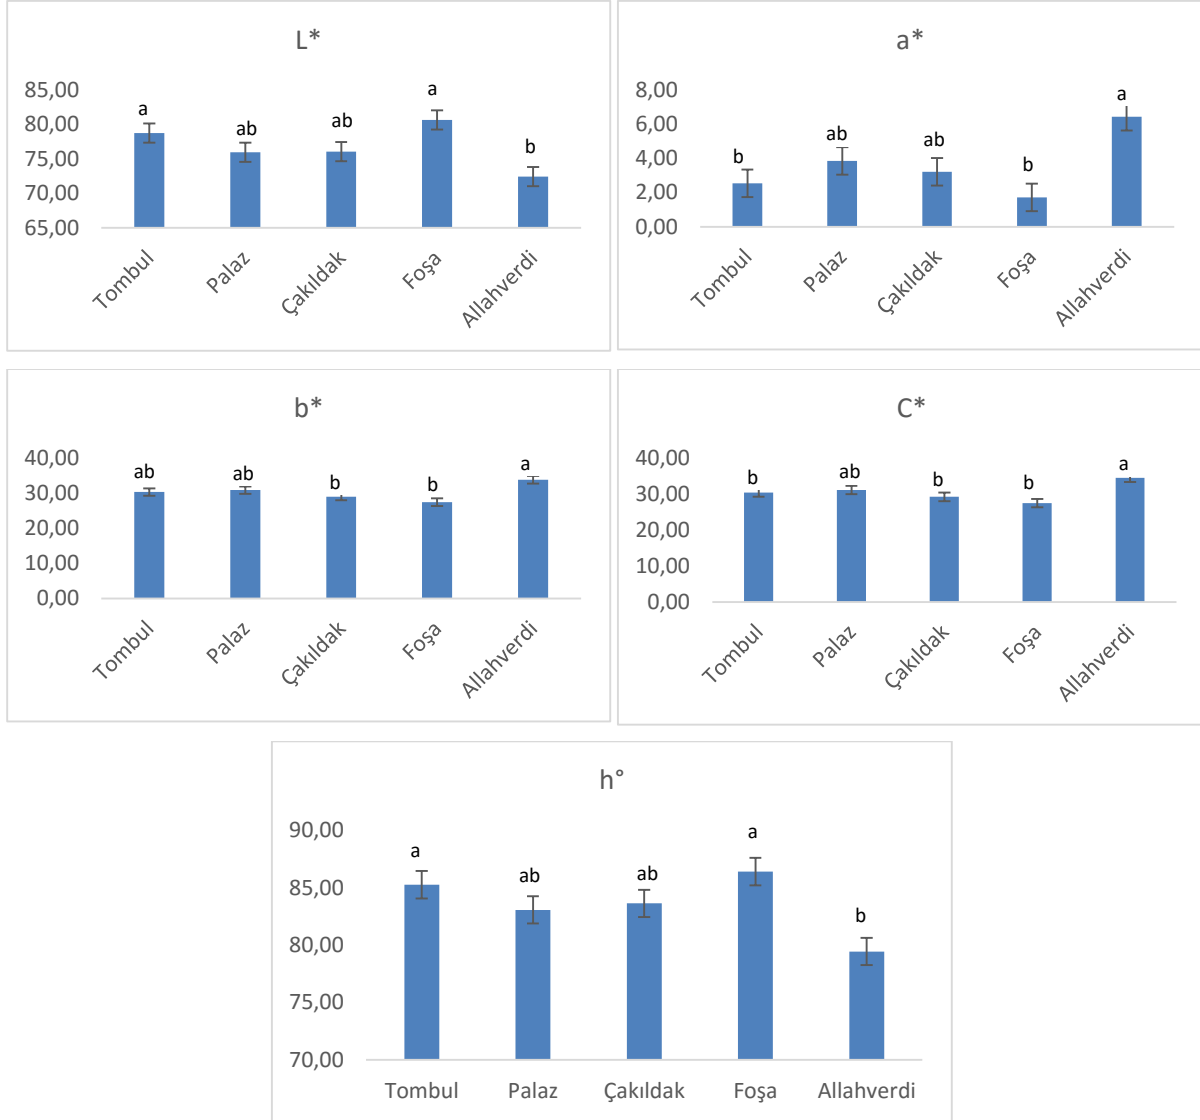 L*
85,00
80,00
75,00
70,00
65,00
a
ab
ab
a
b
Tombul
Palaz
Çakıldak
Foşa
Allahverdi
a*
8,00
6,00
4,00
2,00
0,00
b
ab
ab
b
a
Tombul
Palaz
Çakıldak
Foşa
Allahverdi
b*
40,00
30,00
20,00
10,00
0,00
ab
ab
b
b
a
Tombul
Palaz
Çakıldak
Foşa
Allahverdi
C*
40,00
30,00
20,00
10,00
0,00
b
ab
b
b
a
Tombul
Palaz
Çakıldak
Foşa
Allahverdi
h°
90,00
85,00
80,00
75,00
70,00
a
ab
ab
a
b
Tombul
Palaz
Çakıldak
Foşa
Allahverdi